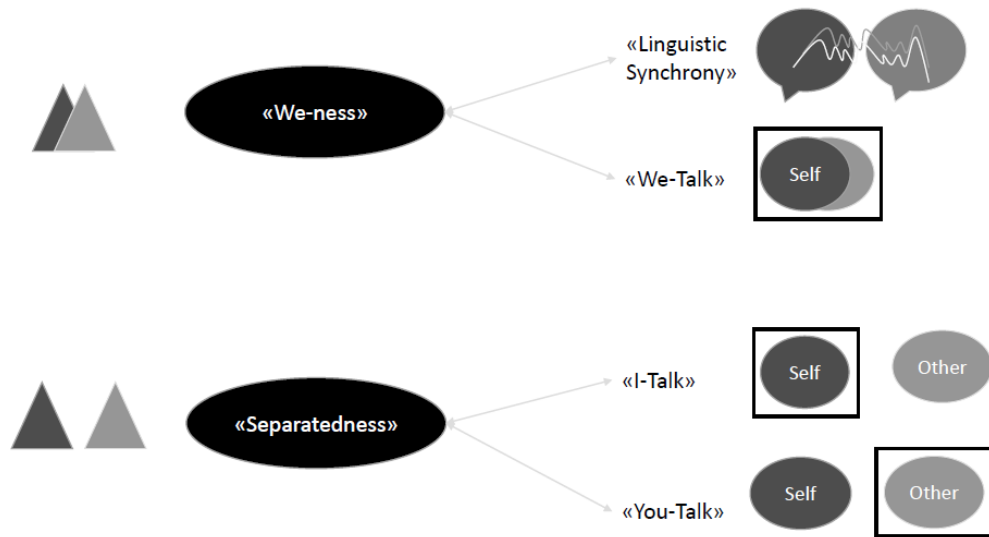 «Linguistic
Synchrony»
«We-ness»
«We-Talk»
Self
«I-Talk»
Self
Other
«Separatedness»
«You-Talk»
Self
Other